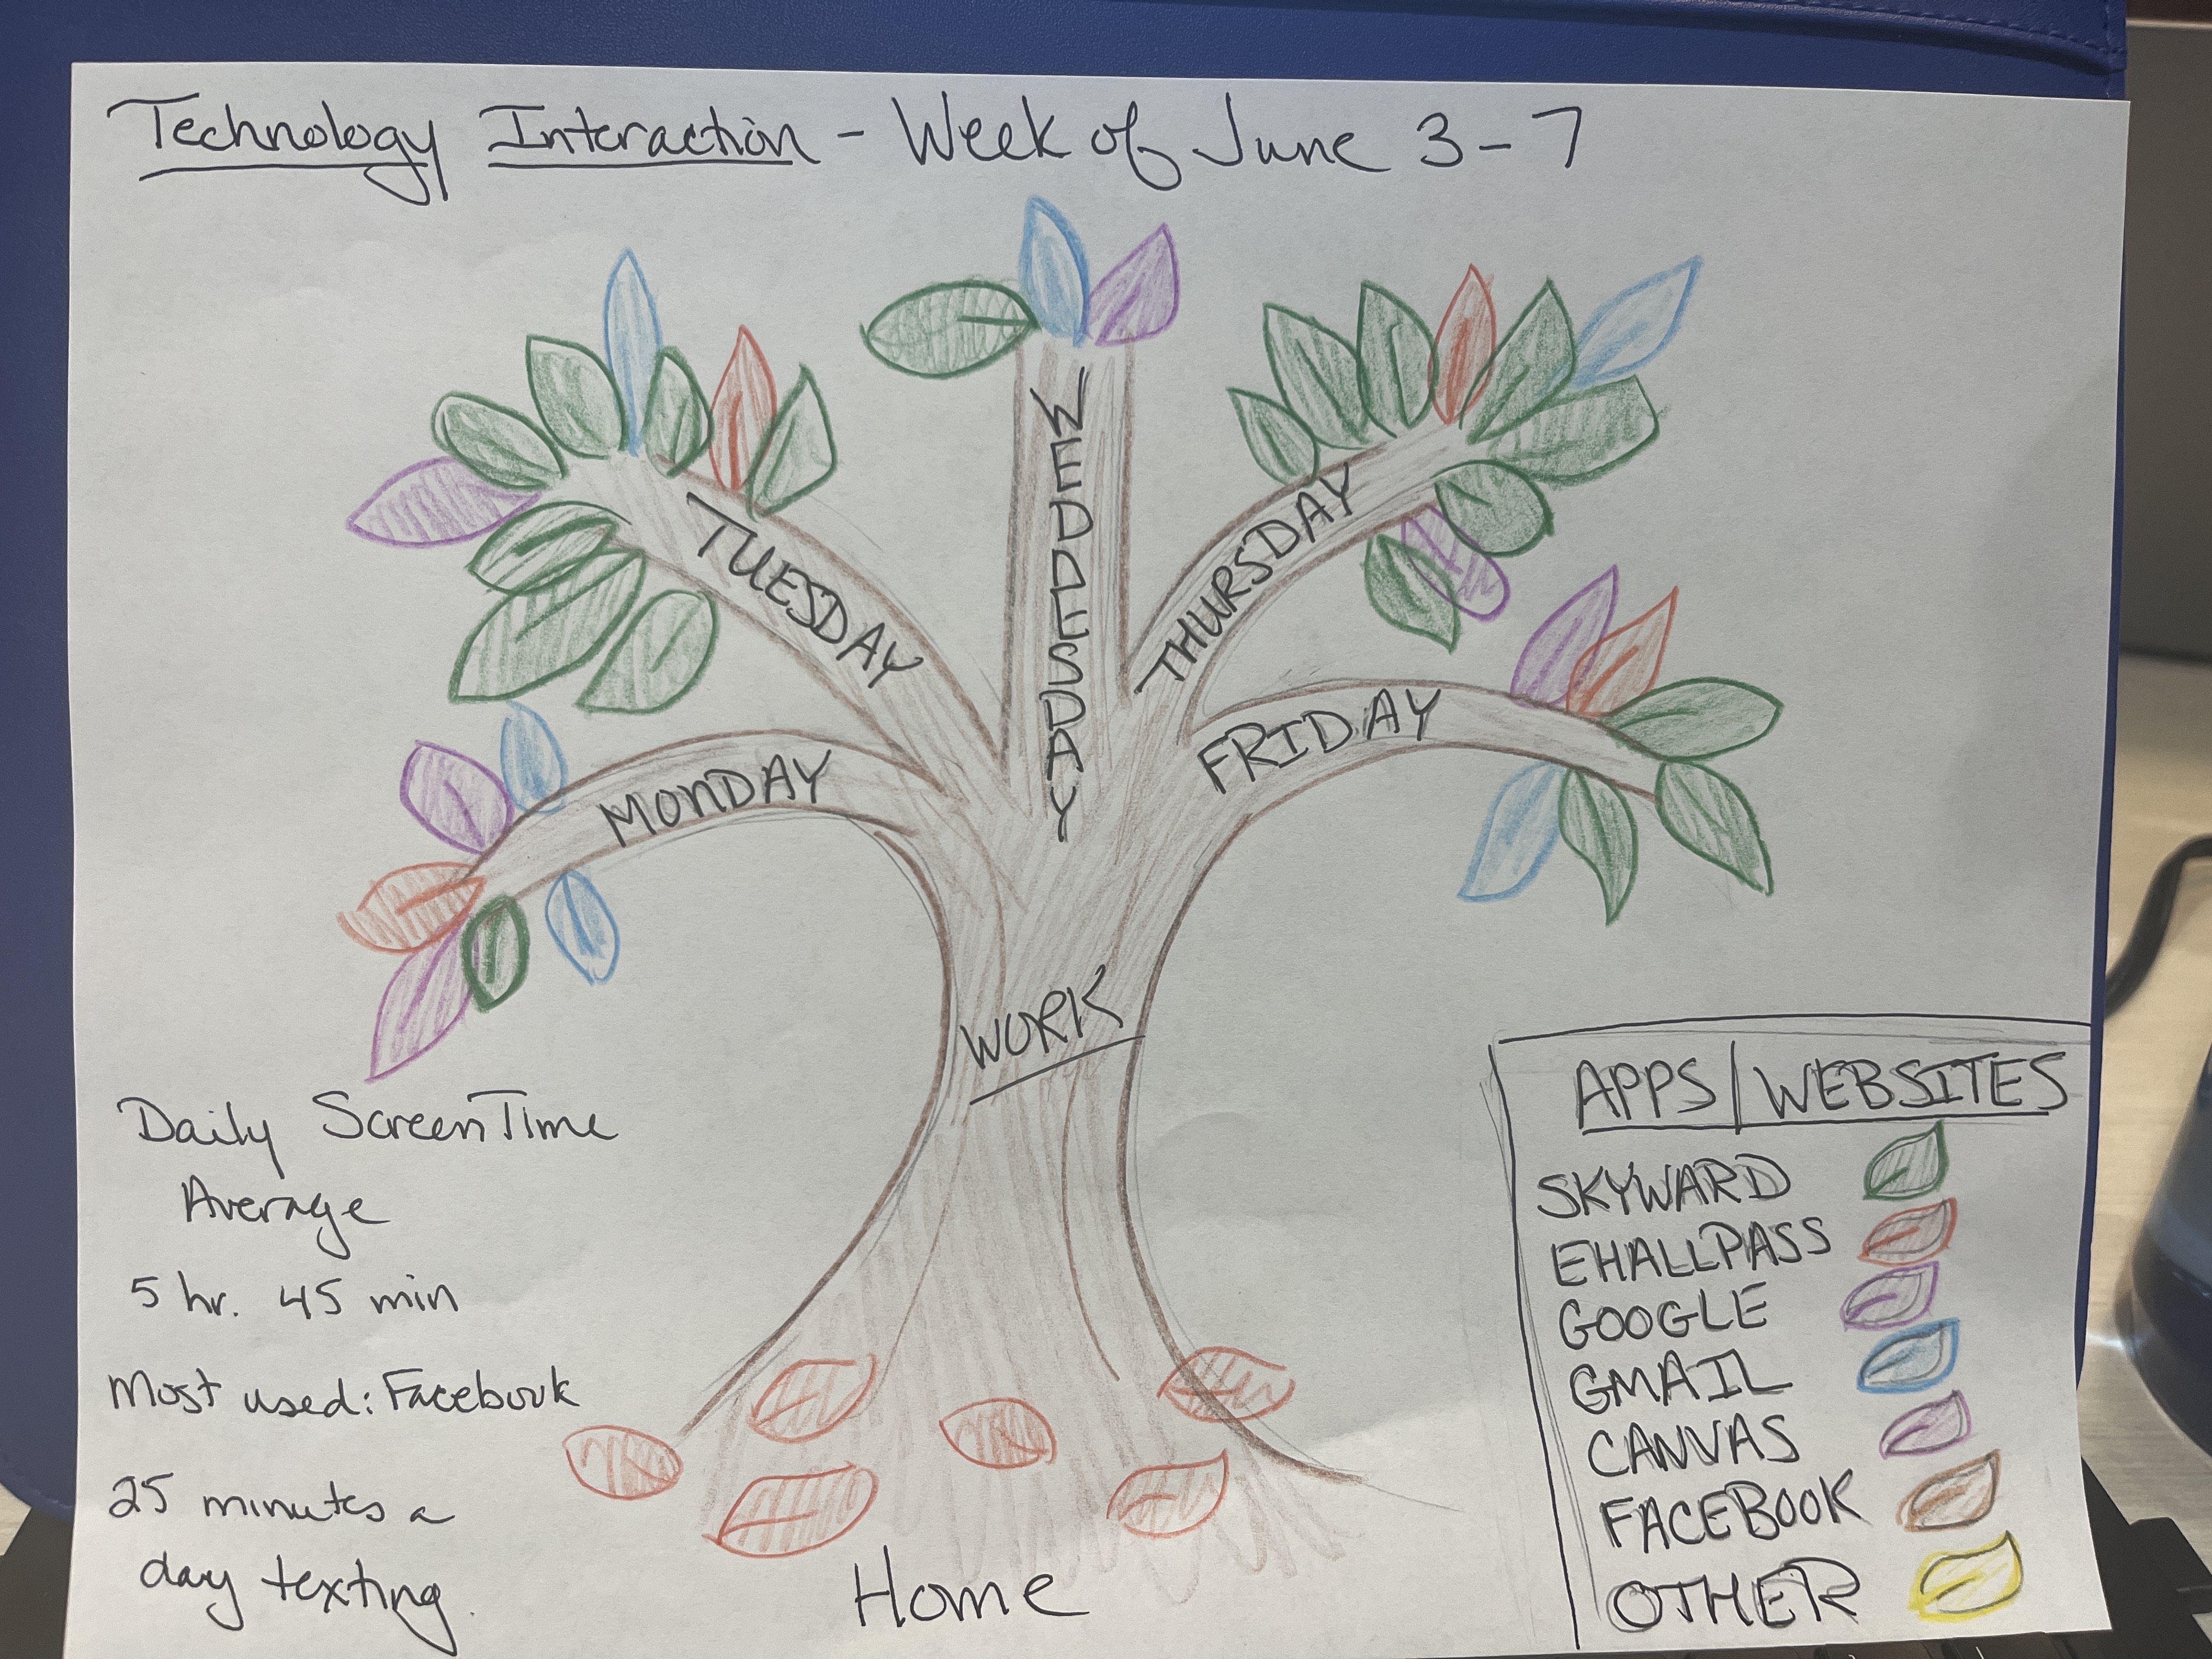 Technology Interaction - Week of June 3-7
MONDAY
TUESDAY
WEDNESDAY
THURSDAY
FRIDAY
WORK
Daily Screen Time
Average
5 hr. 45 min
Most used: Facebook
25 minutes a
day texting.
Home
APPS/WEBSITES
SKYWARD
EHALLPASS
GOOGLE
GMAIL
CANVAS
FACEBOOK
OTHER